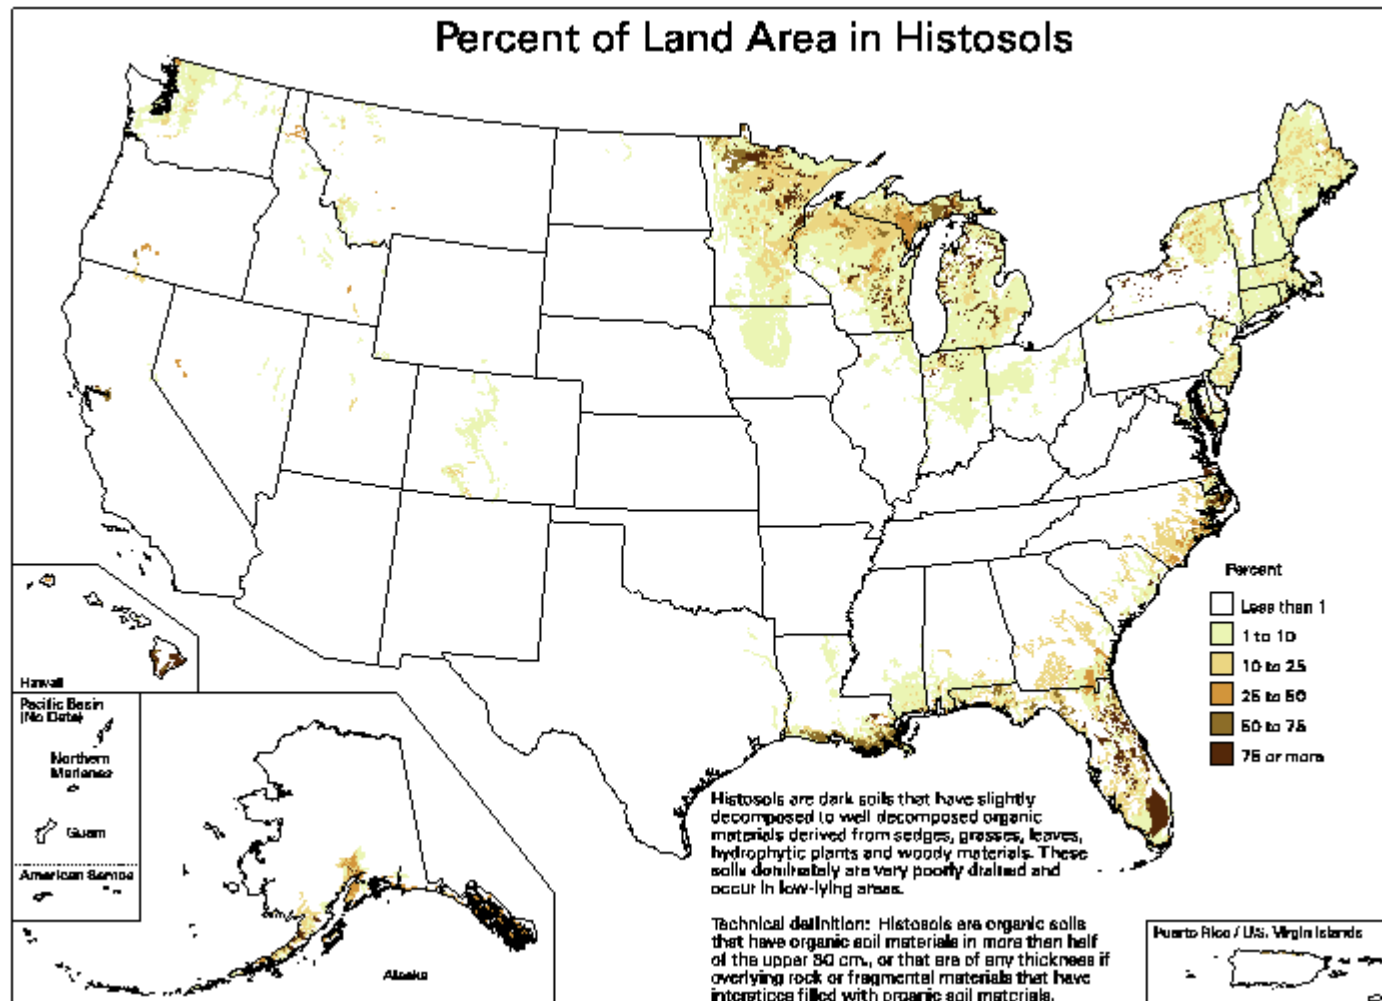 Percent of Land Area in Histosols
Percent
Less than 1
1 to 10
10 to 25
25 to 50
50 to 75
75 or more
Hawaii
Pacific Basin
(No Data)
Northern
Marianas
Guam
American Samoa
Alaska
Histosols are dark soils that have slightly
decomposed to well decomposed organic
materials derived from sedges, grasses, leaves,
hydrophytic plants and woody materials. These
soils dominately are very poorly drained and
occur in low-lying areas.
Technical definition: Histosols are organic soils
that have organic soil materials in more than half
of the upper 80 cm., or that are of any thickness if
overlying rock or fragmental materials that have
interstices filled with organic soil materials.
Puerto Rico / U.S. Virgin Islands